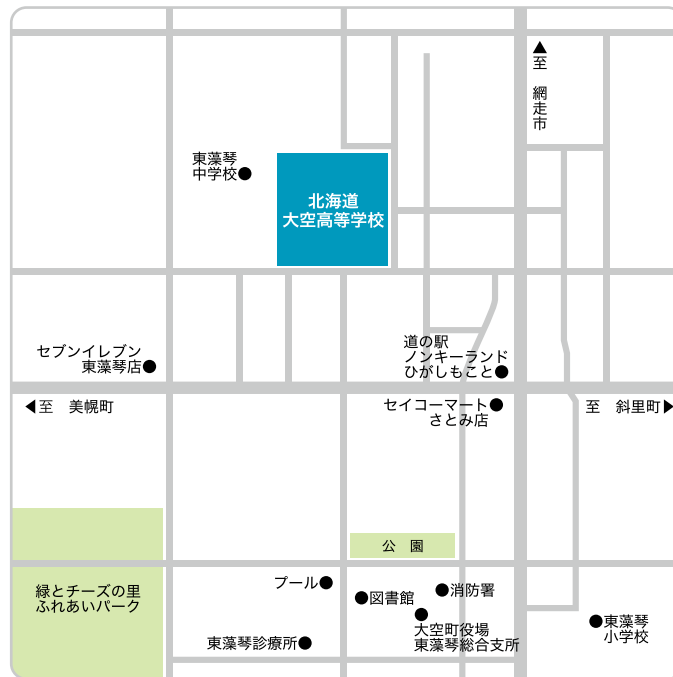 至　網走市
東藻琴
中学校
北海道
大空高等学校
セブンイレブン
東藻琴店
道の駅
ノンキーランド
ひがしもこと
至　美幌町
セイコーマート
さとみ店
至　斜里町
公　園
緑とチーズの里
ふれあいパーク
プール
図書館
消防署
大空町役場
東藻琴総合支所
東藻琴診療所
東藻琴
小学校